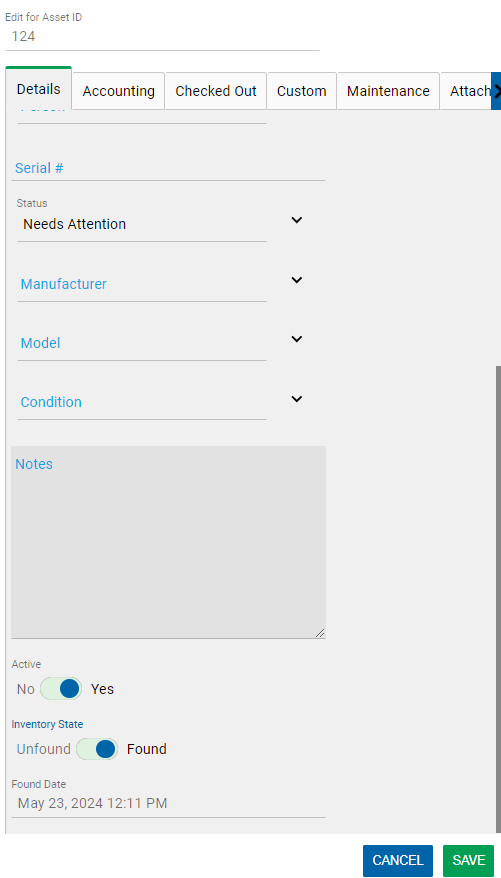 Edit for Asset ID
124
Details Accounting Checked Out Custom Maintenance Attach
Serial #
Status
Needs Attention
Manufacturer
Model
Condition
Notes
Active
No Yes
Inventory State
Unfound Found
Found Date
May 23, 2024 12:11 PM
CANCEL SAVE